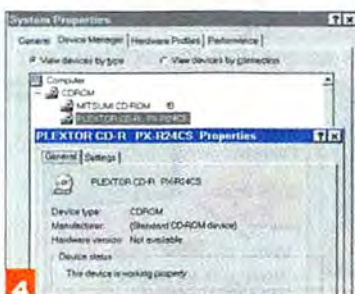 System Properties
General Device Manager Hardware Profiles Performance
View devices by type View devices by connection
Computer
CDROM
MITSUMI CD-ROM
PLEXTOR CD-R PX-R24CS
PLEXTOR CD-R PX-R24CS Properties
General Settings
PLEXTOR CD-R PX-R24CS
Device type: CDROM
Manufacturer: (Standard CD-ROM device)
Hardware version: Not available
Device status
This device is working properly.
4